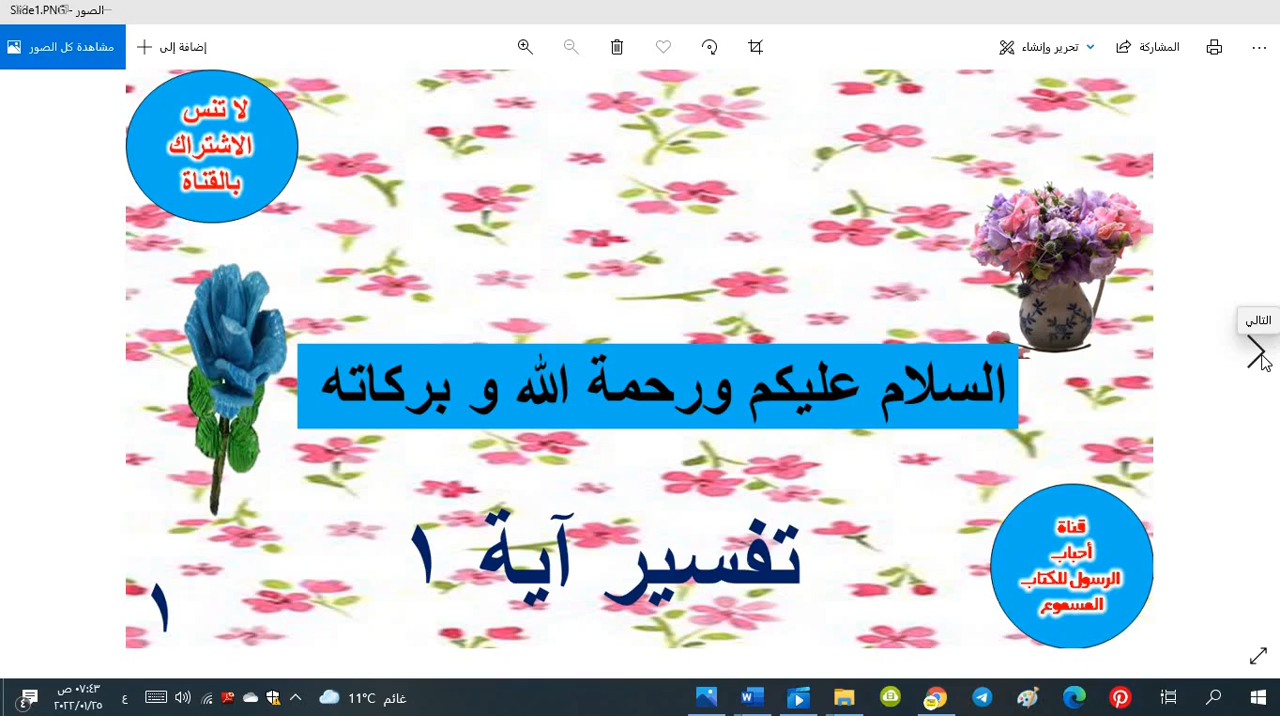 Slide1.PNG - الصور
مشاهدة كل الصور
إضافة إلى
تحرير وإنشاء
المشاركة
لا تنس
الاشتراك
بالقناة
التالي
السلام عليكم ورحمة الله و بركاته
تفسير آية ١
قناة
أحباب
الرسول للكتاب
المسموع
١
٠٧:٤٣ ص
٢٠٢٢/٠١/٢٥
ع
11°C غائم